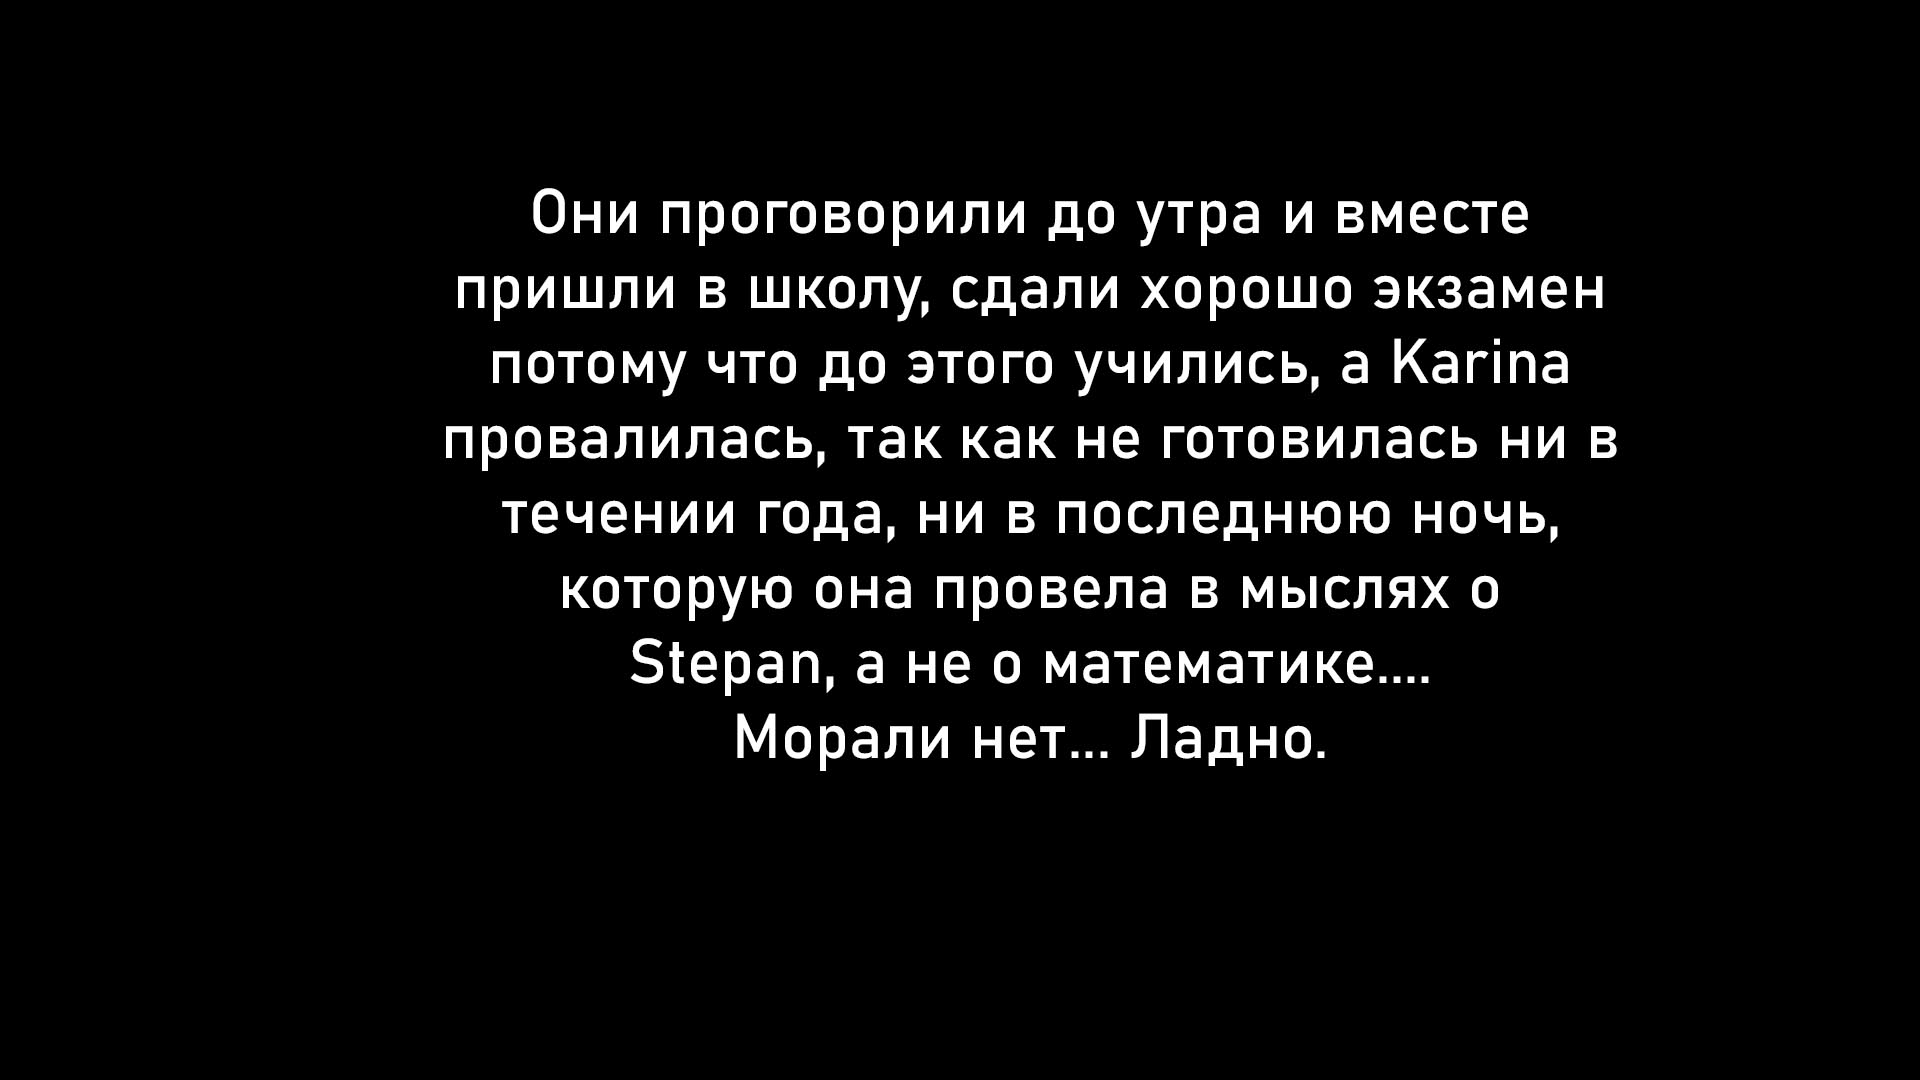 Они проговорили до утра и вместе
пришли в школу, сдали хорошо экзамен
потому что до этого учились, а Karina
провалилась, так как не готовилась ни в
течении года, ни в последнюю ночь,
которую она провела в мыслях о
Stepan, а не о математике....
Морали нет... Ладно.